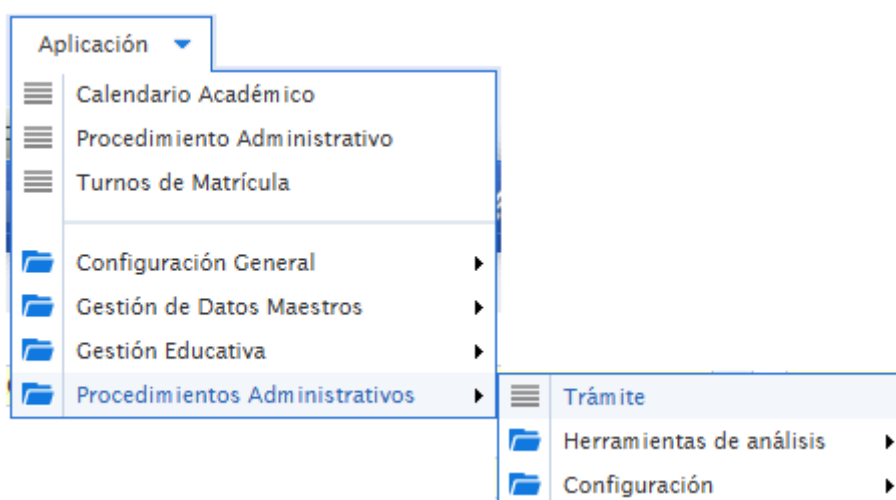 Aplicación
Calendario Académico
Procedimiento Administrativo
Turnos de Matrícula
Configuración General
Gestión de Datos Maestros
Gestión Educativa
Procedimientos Administrativos
Trámite
Herramientas de análisis
Configuración